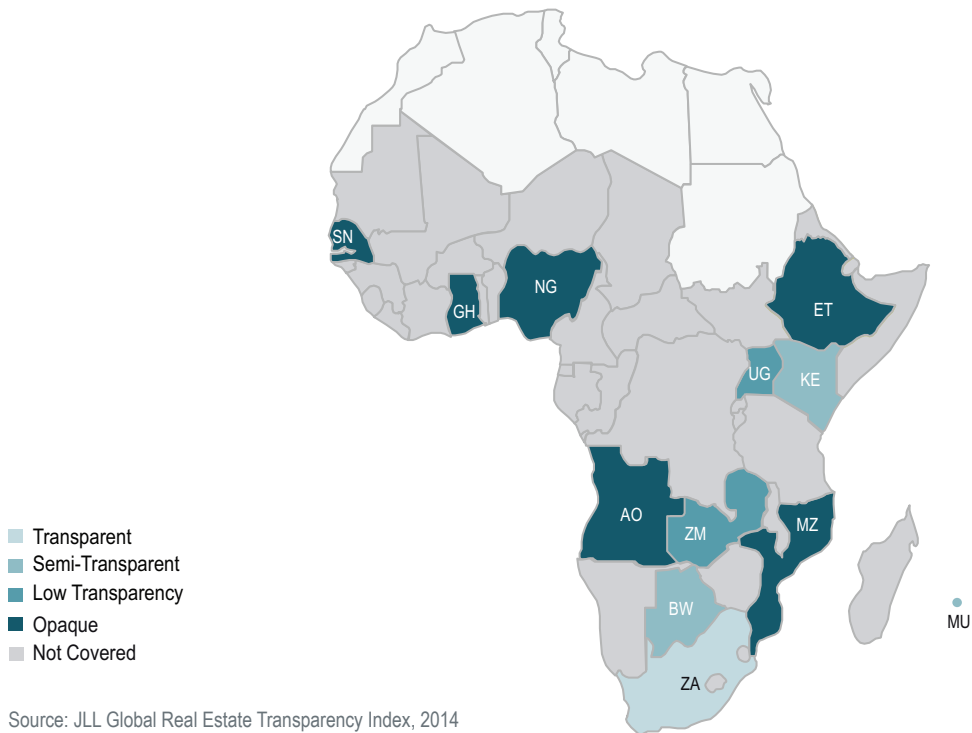 SN
NG
GH
ET
UG
KE
AO
MZ
ZM
BW
MU
ZA
Transparent
Semi-Transparent
Low Transparency
Opaque
Not Covered
Source: JLL Global Real Estate Transparency Index, 2014